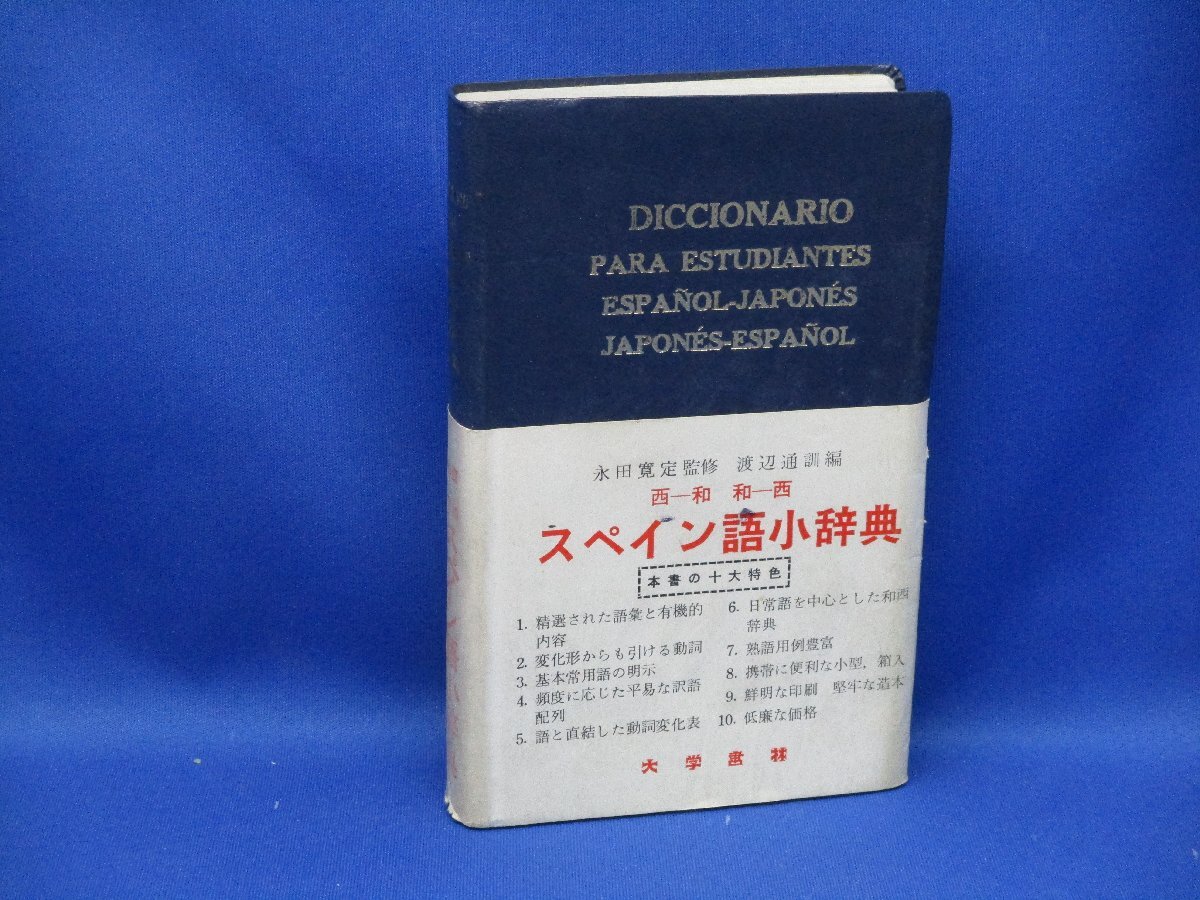 DICCIONARIO
PARA ESTUDIANTES
ESPAÑOL-JAPONÉS
JAPONÉS-ESPAÑOL
永田寛定監修 渡辺通訓編
西—和 和—西
スペイン語小辞典
本書の十大特色
1. 精選された語彙と有機的
内容
2. 変化形からも引ける動詞
3. 基本常用語の明示
4. 頻度に応じた平易な訳語
配列
5. 語と直結した動詞変化表
6. 日常語を中心とした和西
辞典
7. 熟語用例豊富
8. 携帯に便利な小型，箱入
9. 鮮明な印刷 堅牢な造本
10. 低廉な価格
大学書林